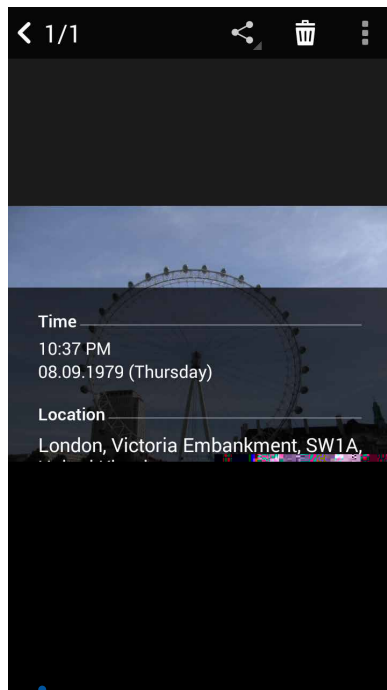 1/1
Time
10:37 PM
08.09.1979 (Thursday)
Location
London, Victoria Embankment, SW1A,